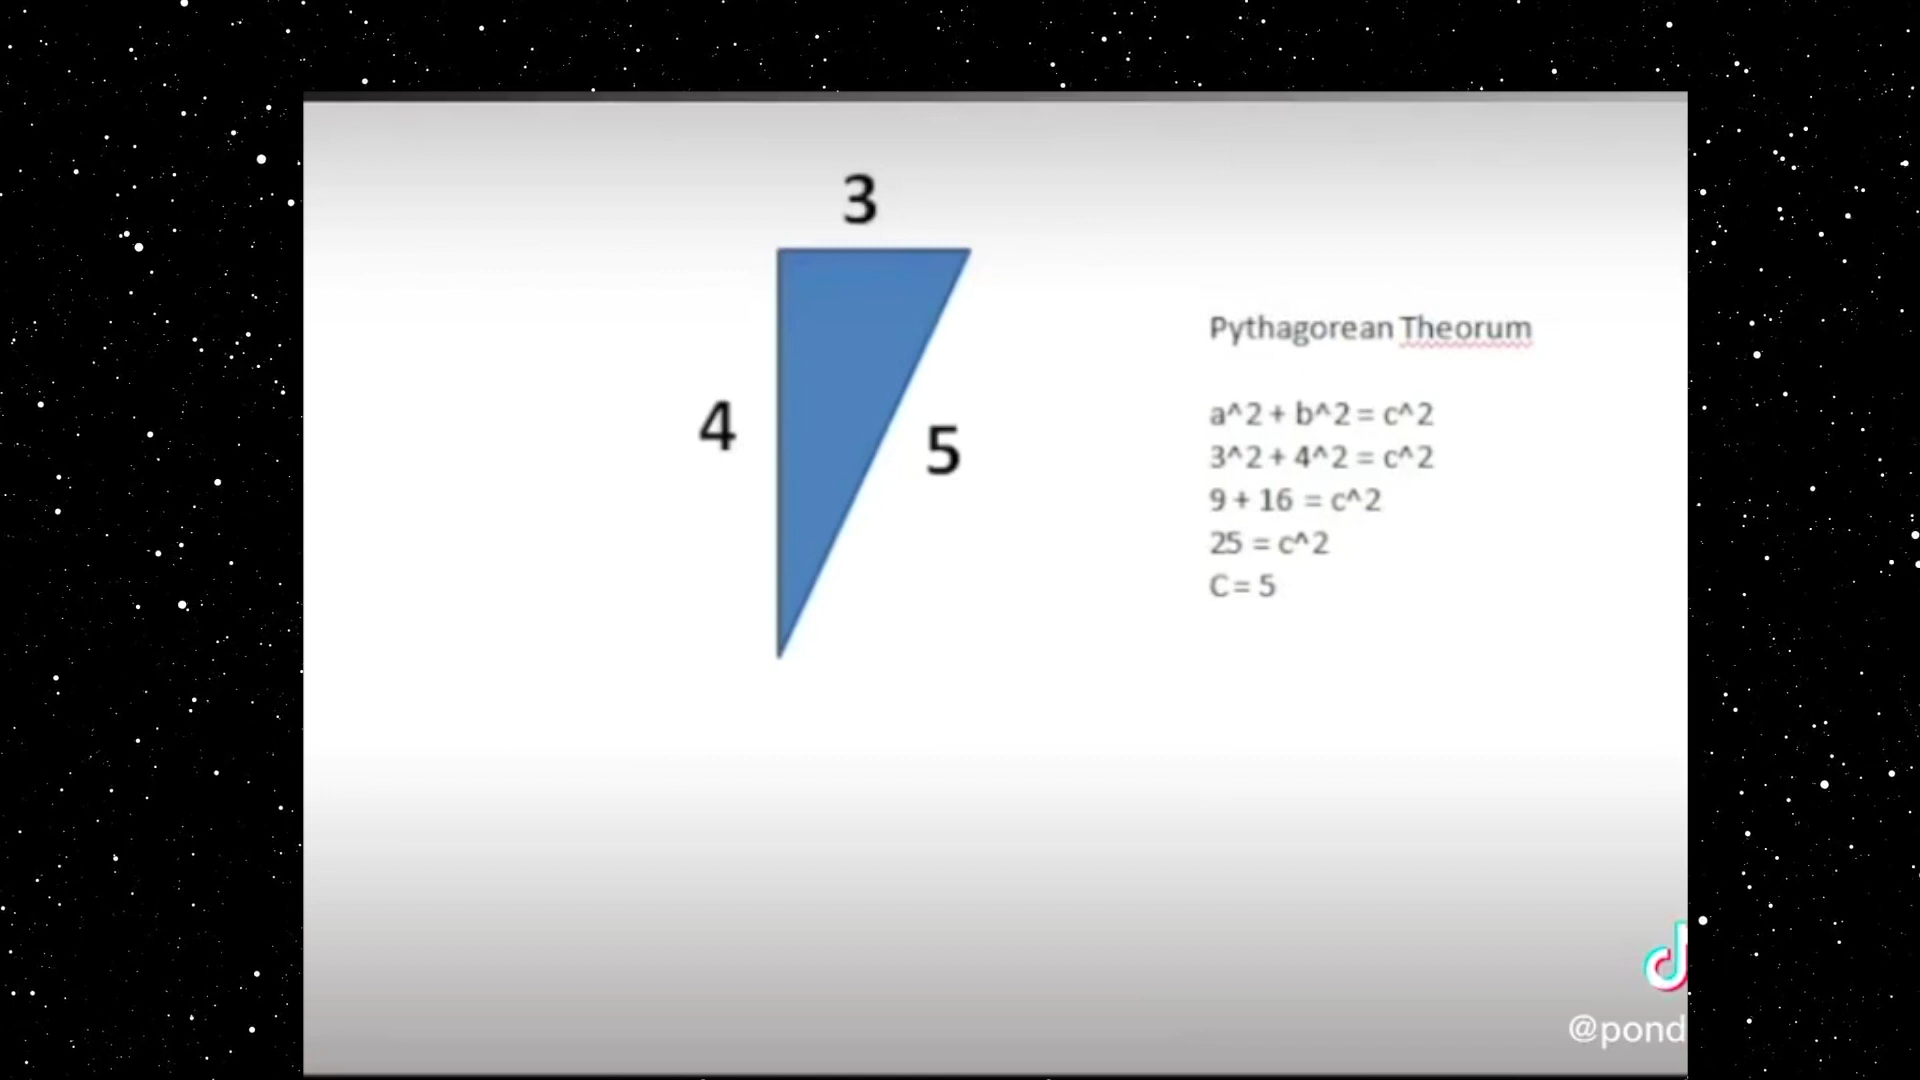 3
4
5
Pythagorean Theorum
a^2 + b^2 = c^2
3^2 + 4^2 = c^2
9 + 16 = c^2
25 = c^2
C = 5
@pond